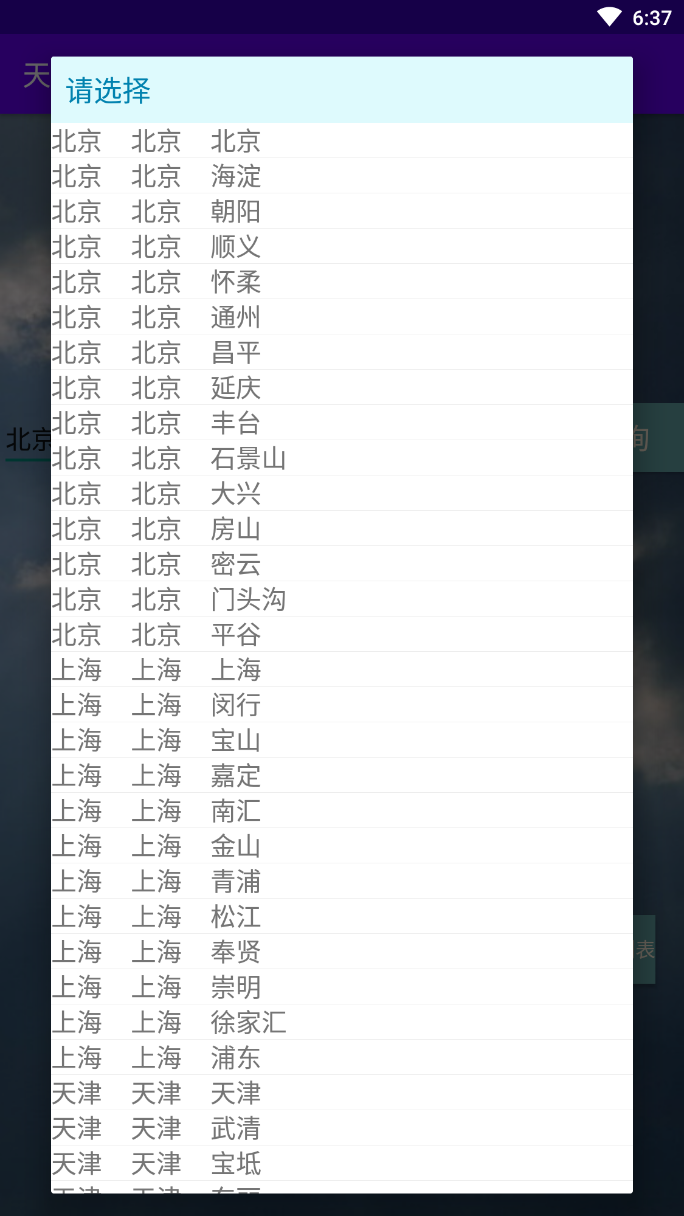 6:37
天
请选择
北京 北京 北京
北京 北京 海淀
北京 北京 朝阳
北京 北京 顺义
北京 北京 怀柔
北京 北京 通州
北京 北京 昌平
北京 北京 延庆
北京
询
北京 北京 丰台
北京 北京 石景山
北京 北京 大兴
北京 北京 房山
北京 北京 密云
北京 北京 门头沟
北京 北京 平谷
上海 上海 上海
上海 上海 闵行
上海 上海 宝山
上海 上海 嘉定
上海 上海 南汇
上海 上海 金山
上海 上海 青浦
上海 上海 松江
上海 上海 奉贤
表
上海 上海 崇明
上海 上海 徐家汇
上海 上海 浦东
天津 天津 天津
天津 天津 武清
天津 天津 宝坻
天津 天津 东丽